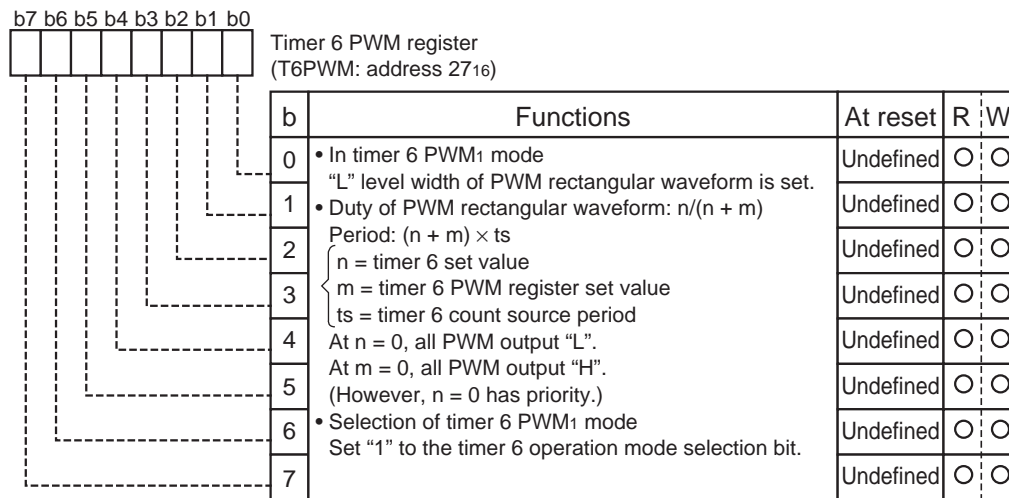 b7 b6 b5 b4 b3 b2 b1 b0
Timer 6 PWM register
(T6PWM: address 2716)
b Functions At reset R W
0 • In timer 6 PWM1 mode Undefined ○ ○
“L” level width of PWM rectangular waveform is set.
1 • Duty of PWM rectangular waveform: n/(n + m) Undefined ○ ○
Period: (n + m) × ts
2 n = timer 6 set value Undefined ○ ○
3 m = timer 6 PWM register set value Undefined ○ ○
ts = timer 6 count source period
4 At n = 0, all PWM output “L”. Undefined ○ ○
At m = 0, all PWM output “H”.
5 (However, n = 0 has priority.) Undefined ○ ○
6 • Selection of timer 6 PWM1 mode Undefined ○ ○
Set “1” to the timer 6 operation mode selection bit.
7 Undefined ○ ○